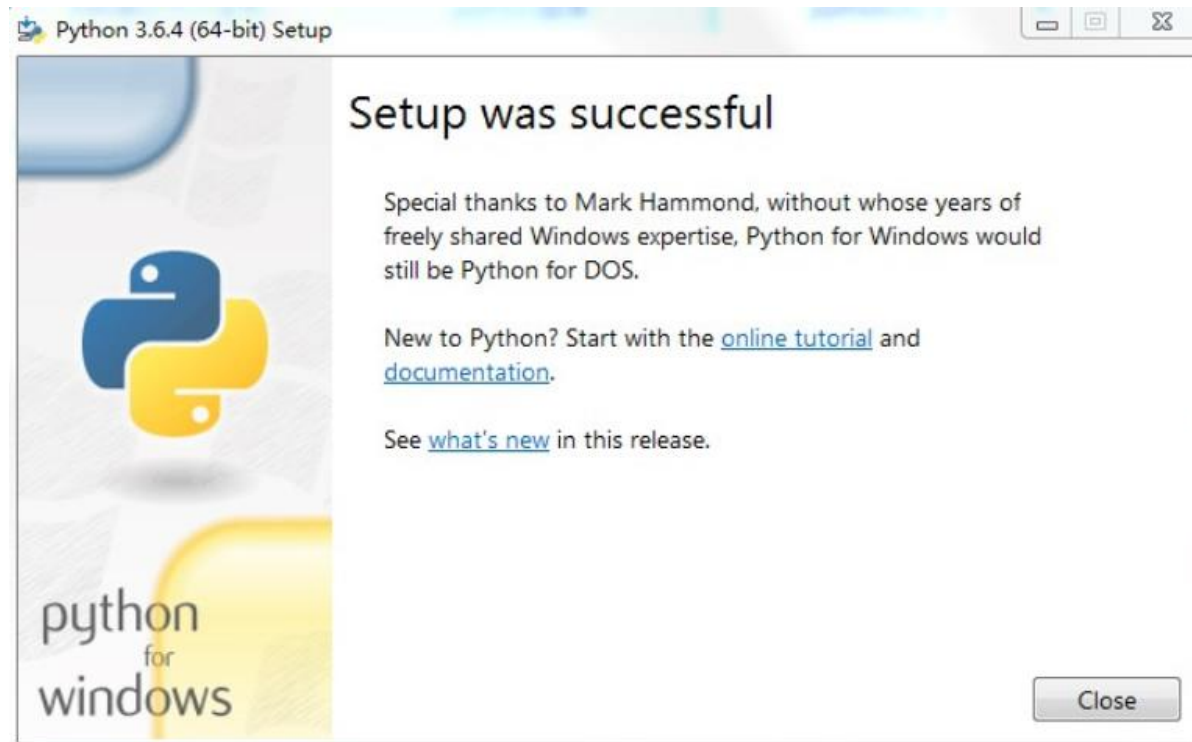 Python 3.6.4 (64-bit) Setup
Setup was successful
Special thanks to Mark Hammond, without whose years of
freely shared Windows expertise, Python for Windows would
still be Python for DOS.
New to Python? Start with the online tutorial and
documentation.
See what's new in this release.
python
for
windows
Close